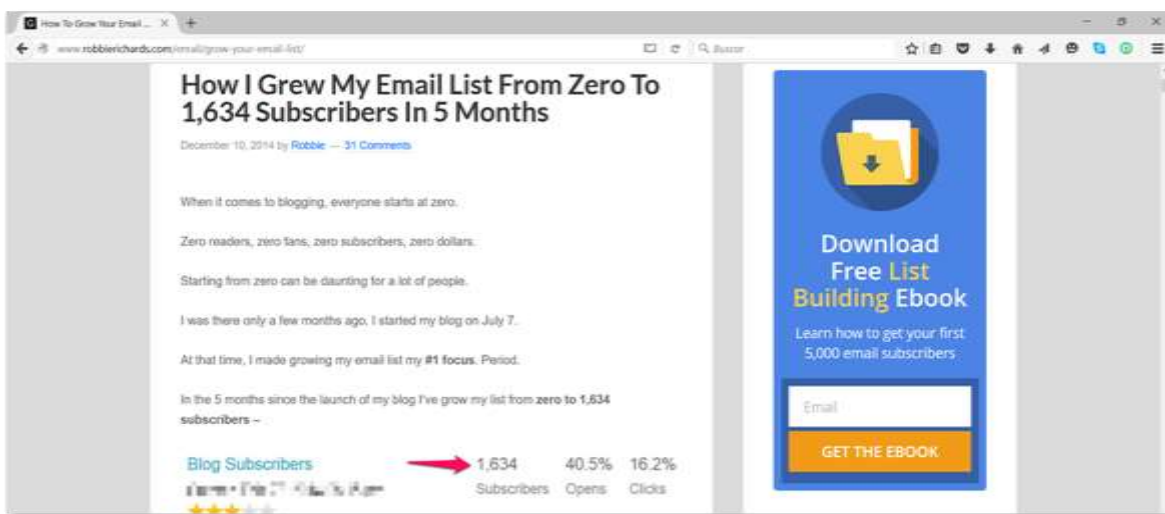 How To Grow Your Email ...
www.robbierichards.com/email/grow-your-email-list/
Buscar
How I Grew My Email List From Zero To
1,634 Subscribers In 5 Months
December 10, 2014 by Robbie — 31 Comments
When it comes to blogging, everyone starts at zero.
Zero readers, zero fans, zero subscribers, zero dollars.
Starting from zero can be daunting for a lot of people.
I was there only a few months ago, I started my blog on July 7.
At that time, I made growing my email list my #1 focus. Period.
In the 5 months since the launch of my blog I've grow my list from zero to 1,634
subscribers –
Blog Subscribers
1,634 40.5% 16.2%
Subscribers Opens Clicks
Download
Free List
Building Ebook
Learn how to get your first
5,000 email subscribers
Email
GET THE EBOOK